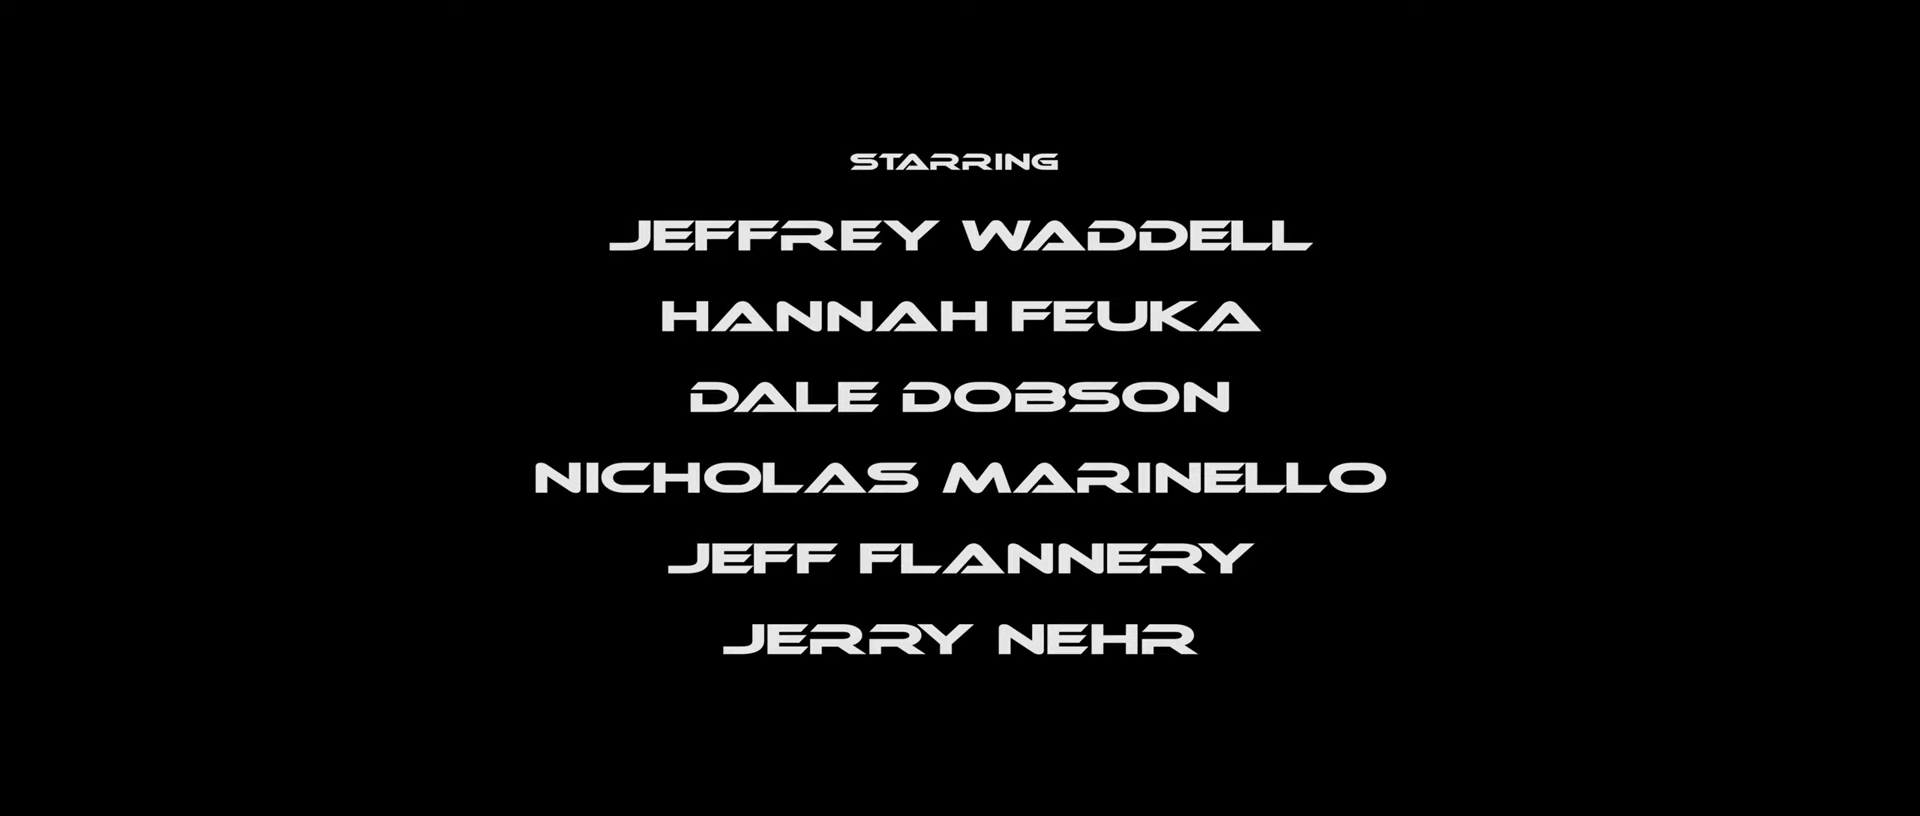 STARRING
JEFFREY WADDELL
HANNAH FEUKA
DALE DOBSON
NICHOLAS MARINELLO
JEFF FLANNERY
JERRY NEHR